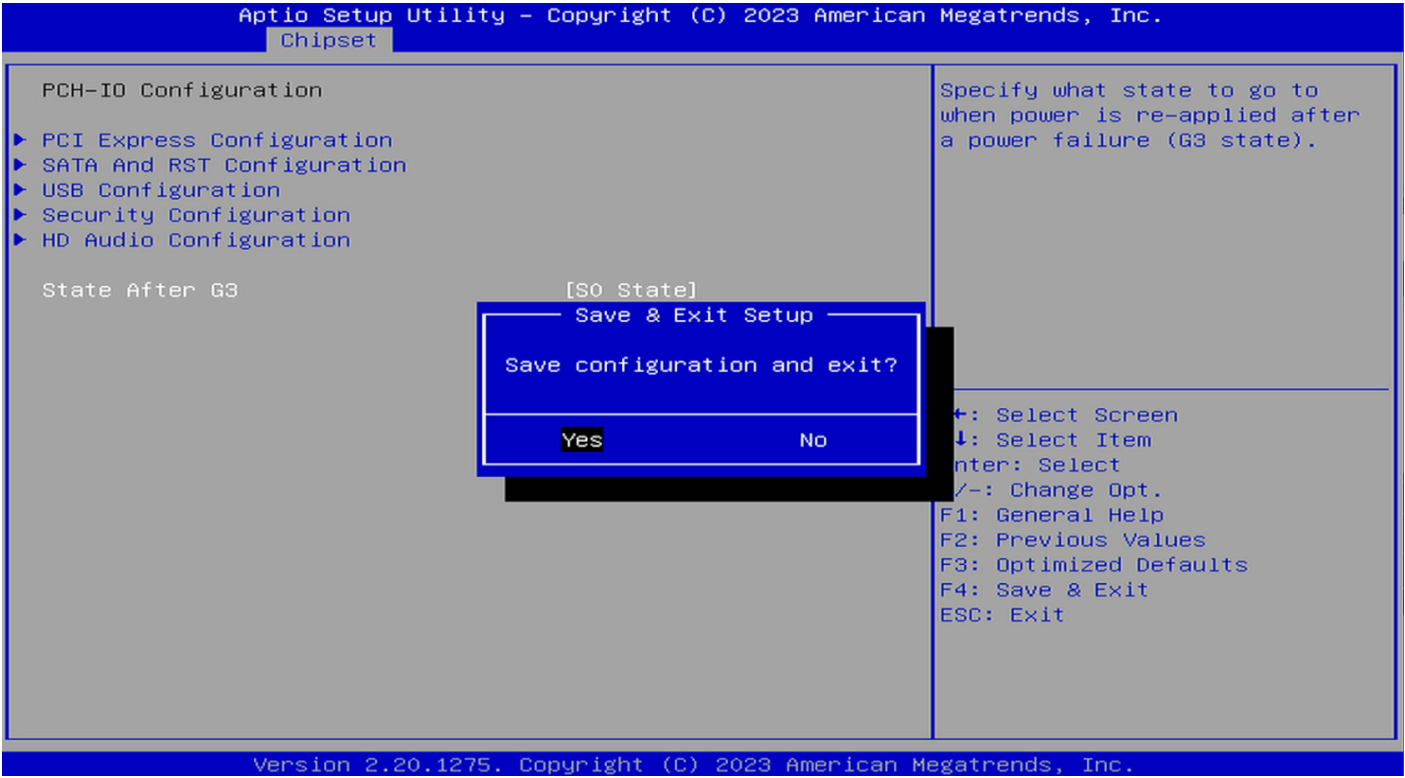 Aptio Setup Utility – Copyright (C) 2023 American Megatrends, Inc.
Chipset
PCH-IO Configuration
PCI Express Configuration
SATA And RST Configuration
USB Configuration
Security Configuration
HD Audio Configuration
State After G3 [S0 State]
Save & Exit Setup
Save configuration and exit?
Yes No
Specify what state to go to
when power is re-applied after
a power failure (G3 state).
: Select Screen
: Select Item
: Select
/-: Change Opt.
F1: General Help
F2: Previous Values
F3: Optimized Defaults
F4: Save & Exit
ESC: Exit
Version 2.20.1275. Copyright (C) 2023 American Megatrends, Inc.